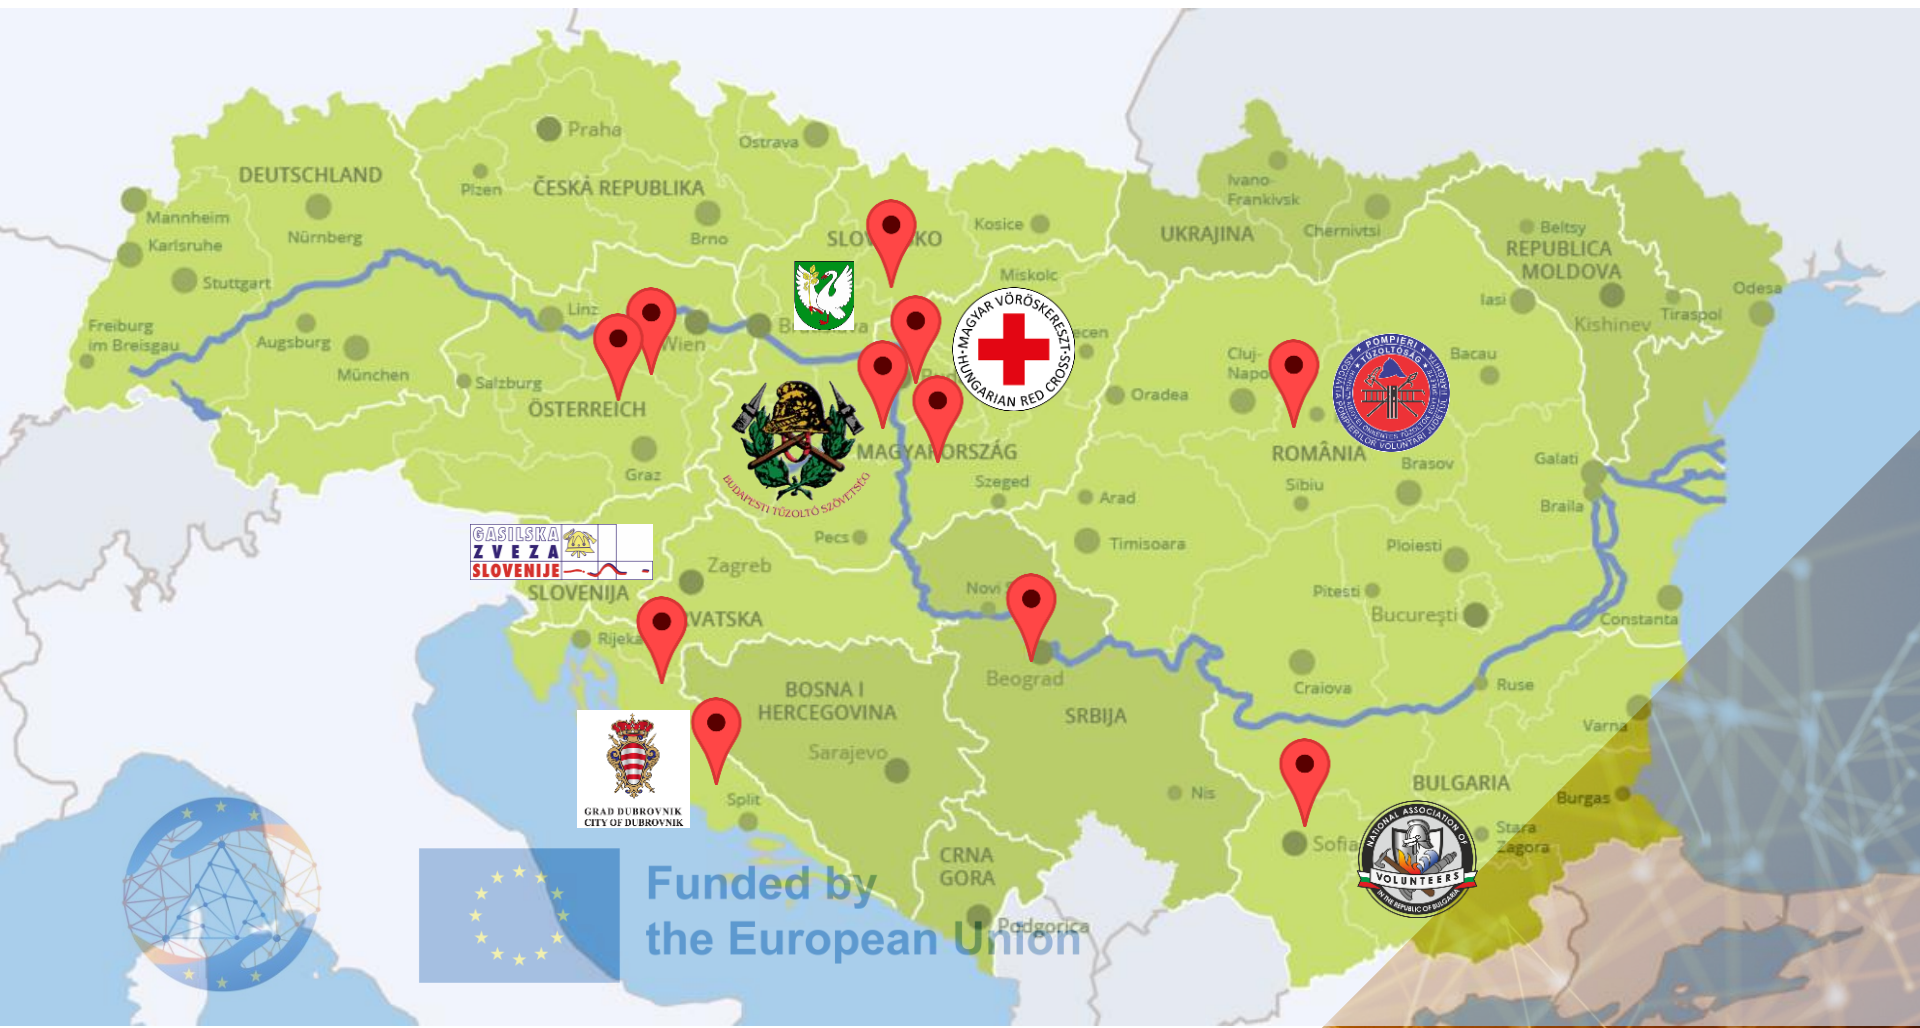 Praha
Ostrava
DEUTSCHLAND
Plzen
ČESKÁ REPUBLIKA
Mannheim
Nürnberg
Karlsruhe
Brno
Stuttgart
Kosice
Ivano-
Frankivsk
UKRAJINA
Chernivtsi
Beltsy
REPUBLICA
MOLDOVA
Miskolc
Iasi
Odesa
Tiraspol
Kishinev
Linz
Wien
Freiburg
im Breisgau
Augsburg
München
Salzburg
ÖSTERREICH
Graz
MAGYAR VÖRÖSKERESZT
HUNGARIAN RED CROSS
Oradea
Cluj-
Bacau
POMPIERI
TŰZOLTÓSÁG
ROMÂNIA
Brasov
Sibiu
Galati
Braila
BUDAPESTI TŰZOLTÓ SZÖVETSÉG
Szeged
Arad
Pecs
Timisoara
Ploiesti
Pitesti
Bucureşti
Constanta
GASILSKA
ZVEZA
SLOVENIJE
SLOVENIJA
Zagreb
Rijeka
Novi
Beograd
BOSNA I
HERCEGOVINA
Sarajevo
SRBIJA
Craiova
Ruse
Varna
GRAD DUBROVNIK
CITY OF DUBROVNIK
Split
Nis
BULGARIA
Burgas
Sofia
Stara
Zagora
NATIONAL ASSOCIATION OF
VOLUNTEERS
IN THE REPUBLIC OF BULGARIA
CRNA
GORA
Podgorica
Funded by
the European Union